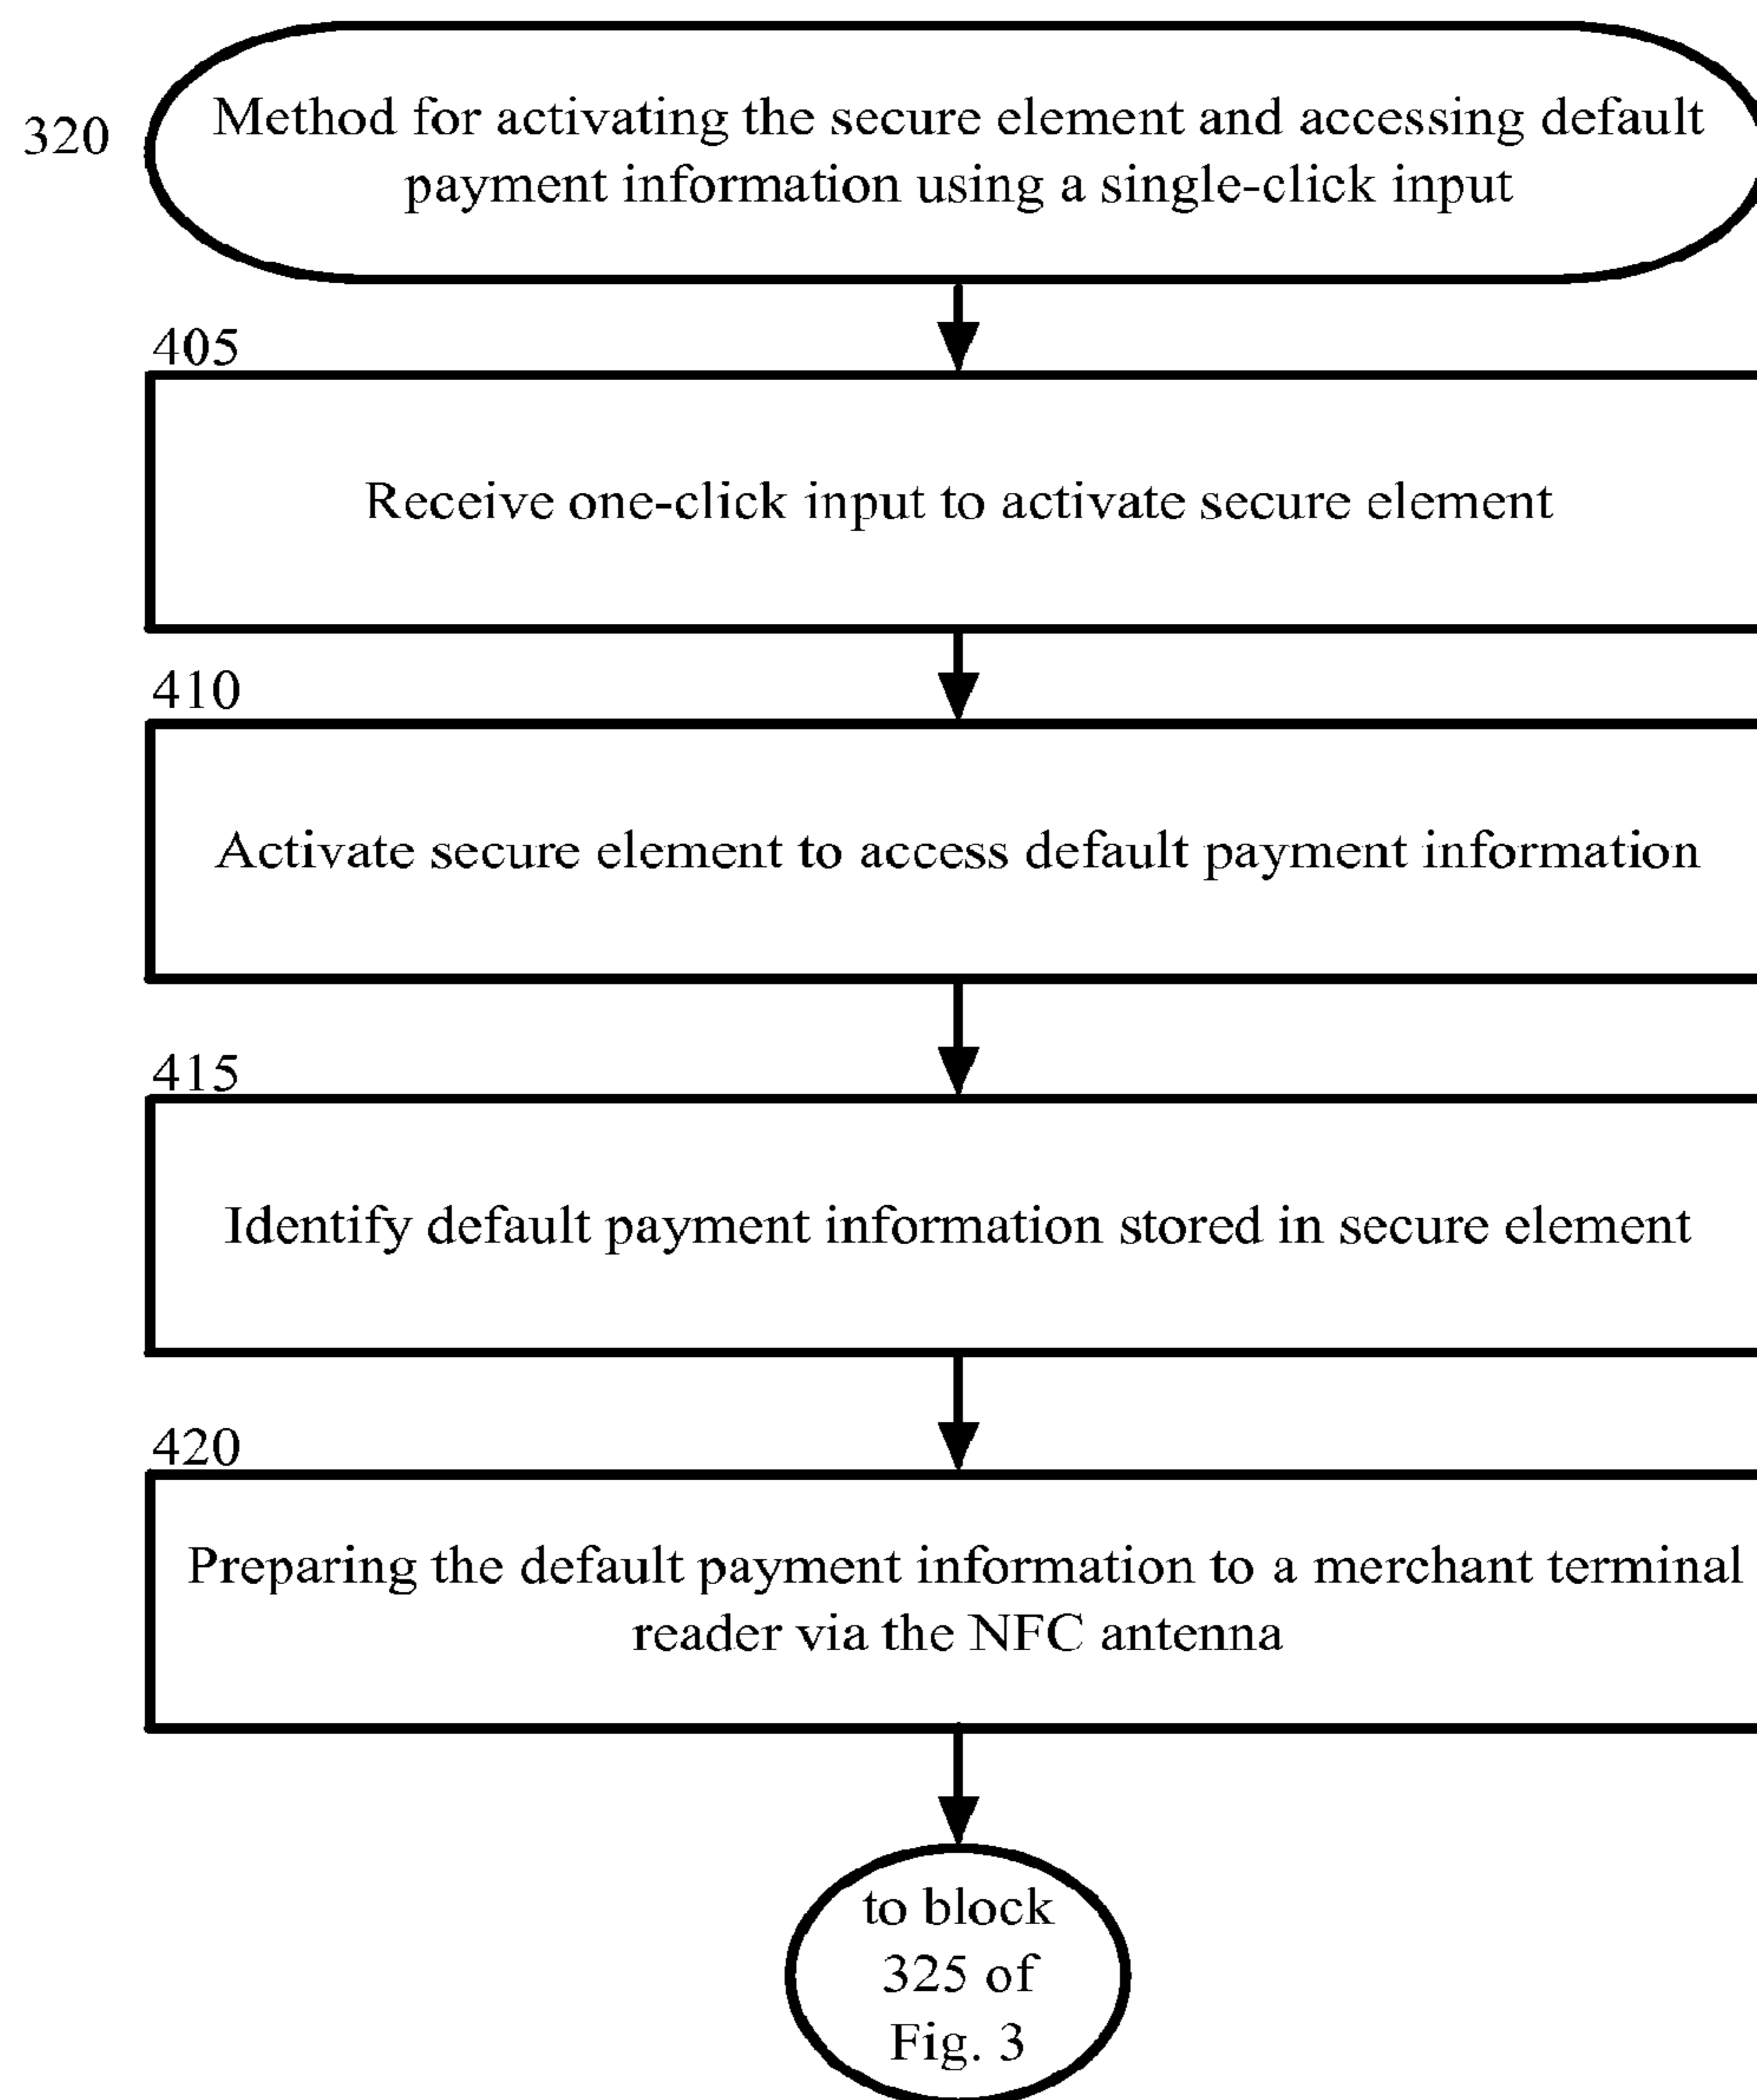 320
Method for activating the secure element and accessing default
payment information using a single-click input
405
Receive one-click input to activate secure element
410
Activate secure element to access default payment information
415
Identify default payment information stored in secure element
420
Preparing the default payment information to a merchant terminal
reader via the NFC antenna
to block
325 of
Fig. 3